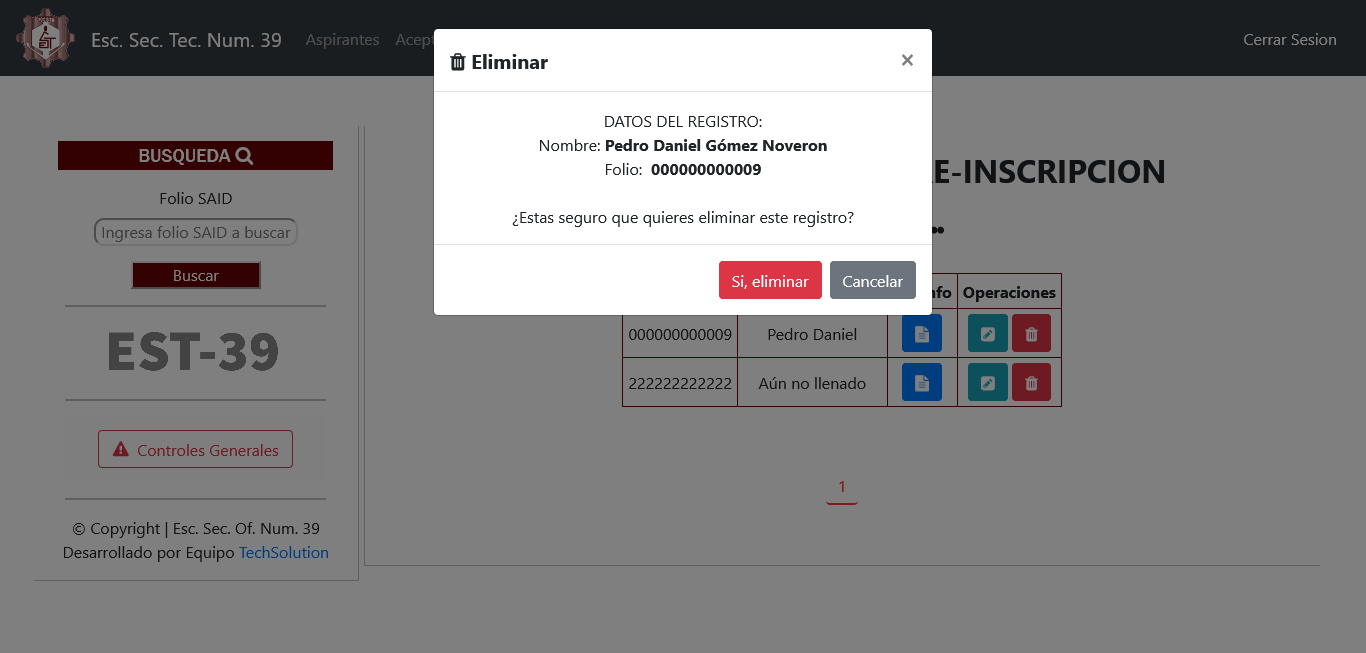 Esc. Sec. Tec. Num. 39
Aspirantes
Cerrar Sesion
Eliminar
×
DATOS DEL REGISTRO:
Nombre: Pedro Daniel Gómez Noveron
Folio: 000000000009
¿Estas seguro que quieres eliminar este registro?
Si, eliminar
Cancelar
BUSQUEDA
Folio SAID
Ingresa folio SAID a buscar
Buscar
EST-39
Controles Generales
© Copyright | Esc. Sec. Of. Num. 39
Desarrollado por Equipo TechSolution
E-INSCRIPCION
nfo Operaciones
000000000009 Pedro Daniel
222222222222 Aún no llenado
1